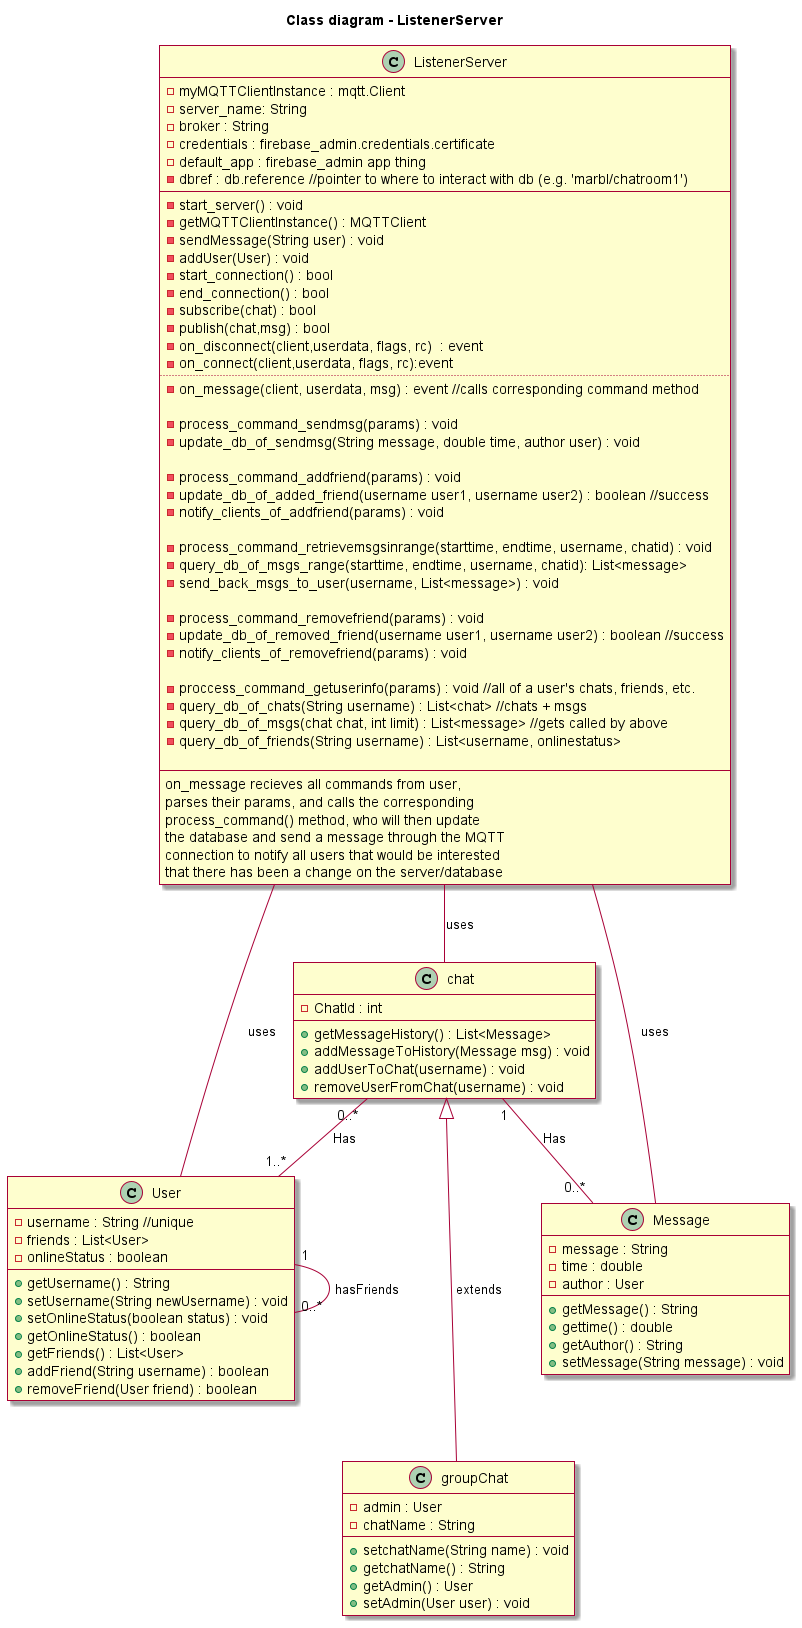 Class diagram - ListenerServer
C ListenerServer
myMQTTClientInstance : mqtt.Client
server_name: String
broker : String
credentials : firebase_admin.credentials.certificate
default_app : firebase_admin app thing
dbref : db.reference //pointer to where to interact with db (e.g. 'marbl/chatroom1')
start_server() : void
getMQTTClientInstance() : MQTTClient
sendMessage(String user) : void
addUser(User) : void
start_connection() : bool
end_connection() : bool
subscribe(chat) : bool
publish(chat,msg) : bool
on_disconnect(client,userdata, flags, rc)  : event
on_connect(client,userdata, flags, rc):event
on_message(client, userdata, msg) : event //calls corresponding command method
process_command_sendmsg(params) : void
update_db_of_sendmsg(String message, double time, author user) : void
process_command_addfriend(params) : void
update_db_of_added_friend(username user1, username user2) : boolean //success
notify_clients_of_addfriend(params) : void
process_command_retrievemsgsinrange(starttime, endtime, username, chatid) : void
query_db_of_msgs_range(starttime, endtime, username, chatid): List<message>
send_back_msgs_to_user(username, List<message>) : void
process_command_removefriend(params) : void
update_db_of_removed_friend(username user1, username user2) : boolean //success
notify_clients_of_removefriend(params) : void
proccess_command_getuserinfo(params) : void //all of a user's chats, friends, etc.
query_db_of_chats(String username) : List<chat> //chats + msgs
query_db_of_msgs(chat chat, int limit) : List<message> //gets called by above
query_db_of_friends(String username) : List<username, onlinestatus>
on_message recieves all commands from user,
parses their params, and calls the corresponding
process_command() method, who will then update
the database and send a message through the MQTT
connection to notify all users that would be interested
that there has been a change on the server/database
uses
C chat
ChatId : int
getMessageHistory() : List<Message>
addMessageToHistory(Message msg) : void
addUserToChat(username) : void
removeUserFromChat(username) : void
uses
uses
0..*
Has
1..*
1
Has
0..*
C User
username : String //unique
friends : List<User>
onlineStatus : boolean
getUsername() : String
setUsername(String newUsername) : void
setOnlineStatus(boolean status) : void
getOnlineStatus() : boolean
getFriends() : List<User>
addFriend(String username) : boolean
removeFriend(User friend) : boolean
1
hasFriends
0..*
extends
C Message
message : String
time : double
author : User
getMessage() : String
gettime() : double
getAuthor() : String
setMessage(String message) : void
C groupChat
admin : User
chatName : String
setchatName(String name) : void
getchatName() : String
getAdmin() : User
setAdmin(User user) : void